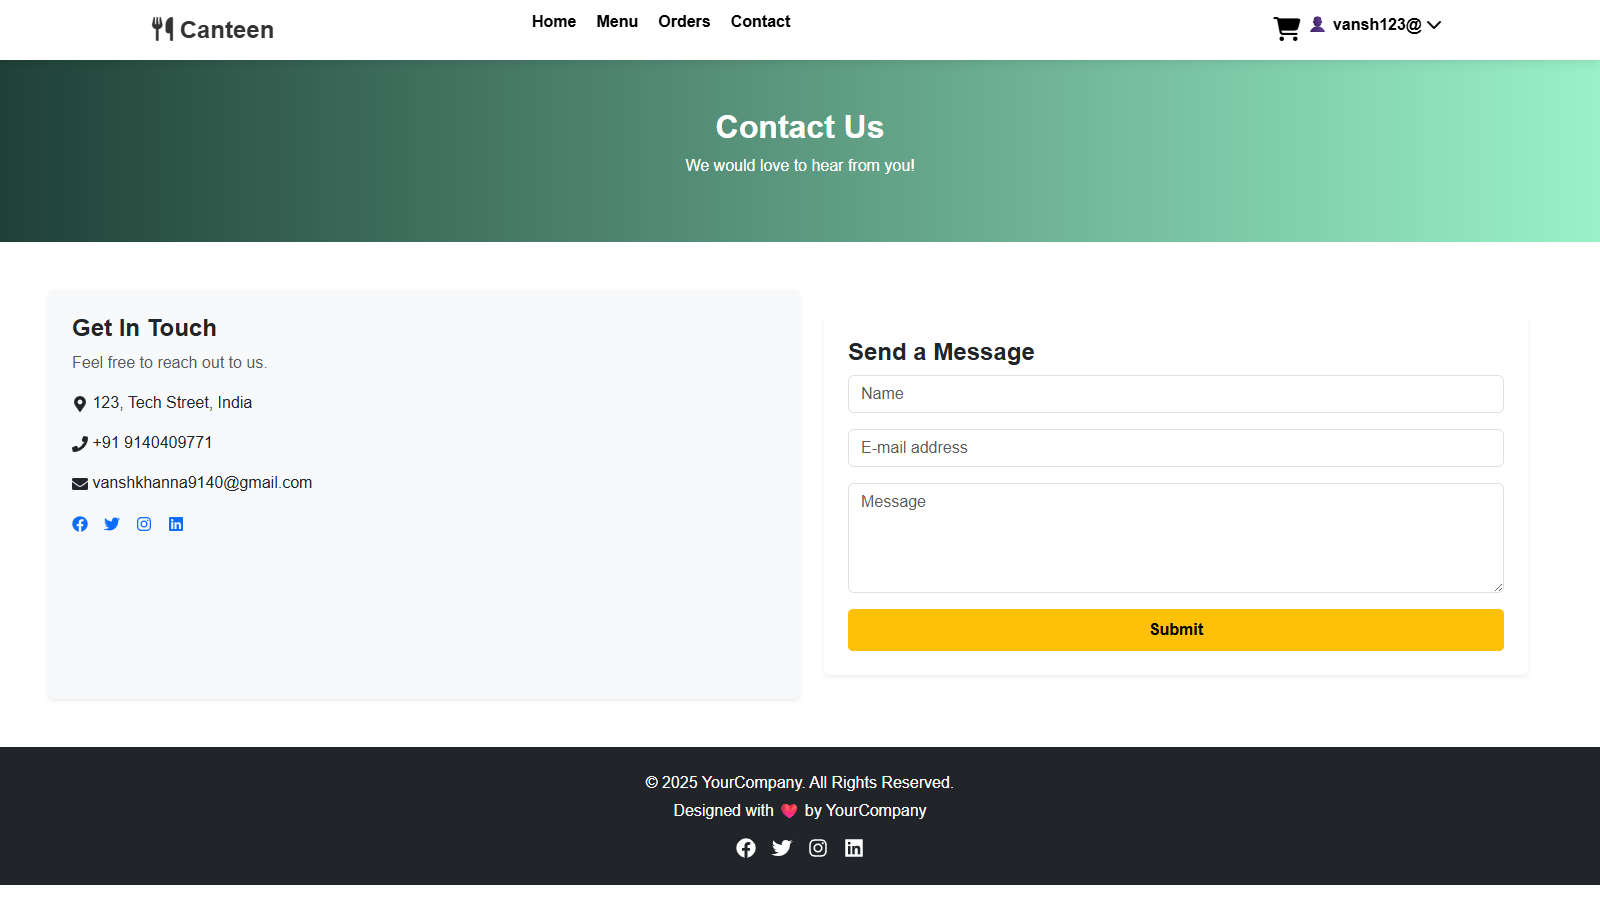 Canteen
Home Menu Orders Contact
vansh123@
Contact Us
We would love to hear from you!
Get In Touch
Feel free to reach out to us.
123, Tech Street, India
+91 9140409771
vanshkhanna9140@gmail.com
Send a Message
Name
E-mail address
Message
Submit
© 2025 YourCompany. All Rights Reserved.
Designed with ❤️ by YourCompany